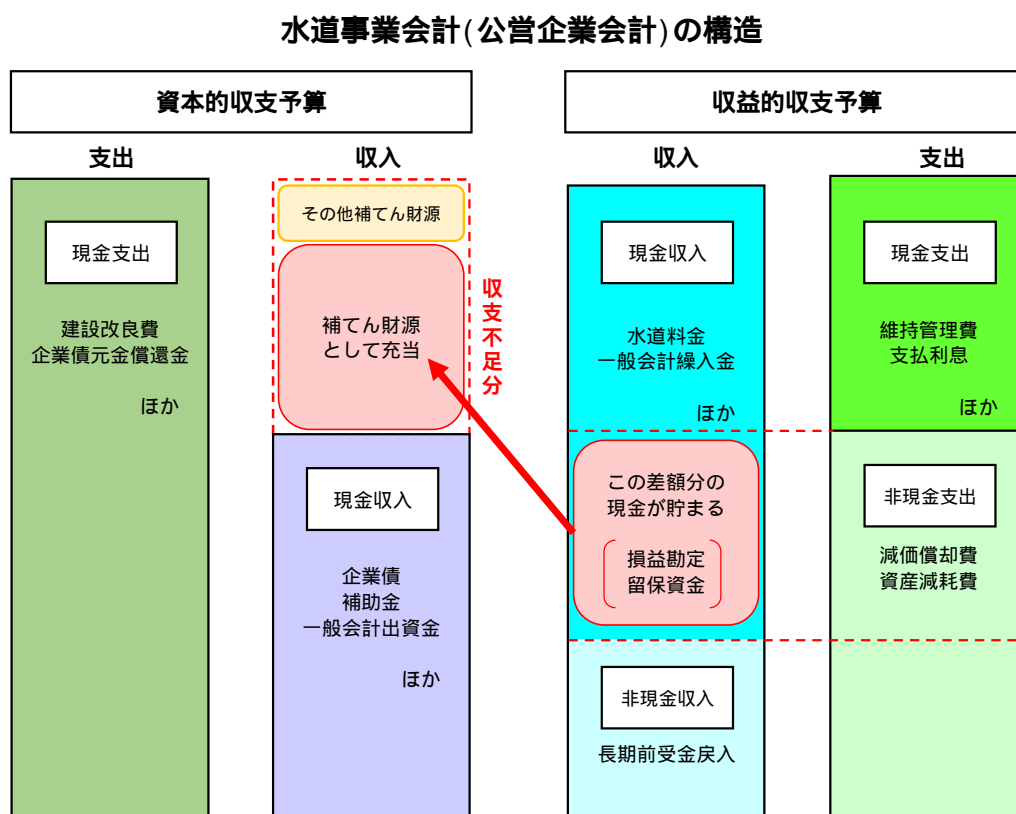 水道事業会計(公営企業会計)の構造
資本的収支予算
支出
現金支出
建設改良費
企業債元金償還金
ほか
収入
その他補てん財源
補てん財源
として充当
収支不足分
現金収入
企業債
補助金
一般会計出資金
ほか
収益的収支予算
収入
現金収入
水道料金
一般会計繰入金
ほか
この差額分の
現金が貯まる
損益勘定
留保資金
非現金収入
長期前受金戻入
支出
現金支出
維持管理費
支払利息
ほか
非現金支出
減価償却費
資産減耗費